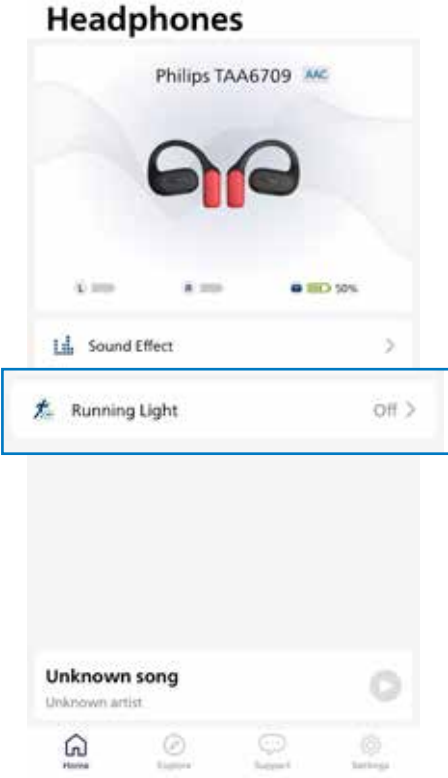 Headphones
Philips TAA6709 AAC
L R 50%
Sound Effect
Running Light Off
Unknown song
Unknown artist
Home Explore Support Settings